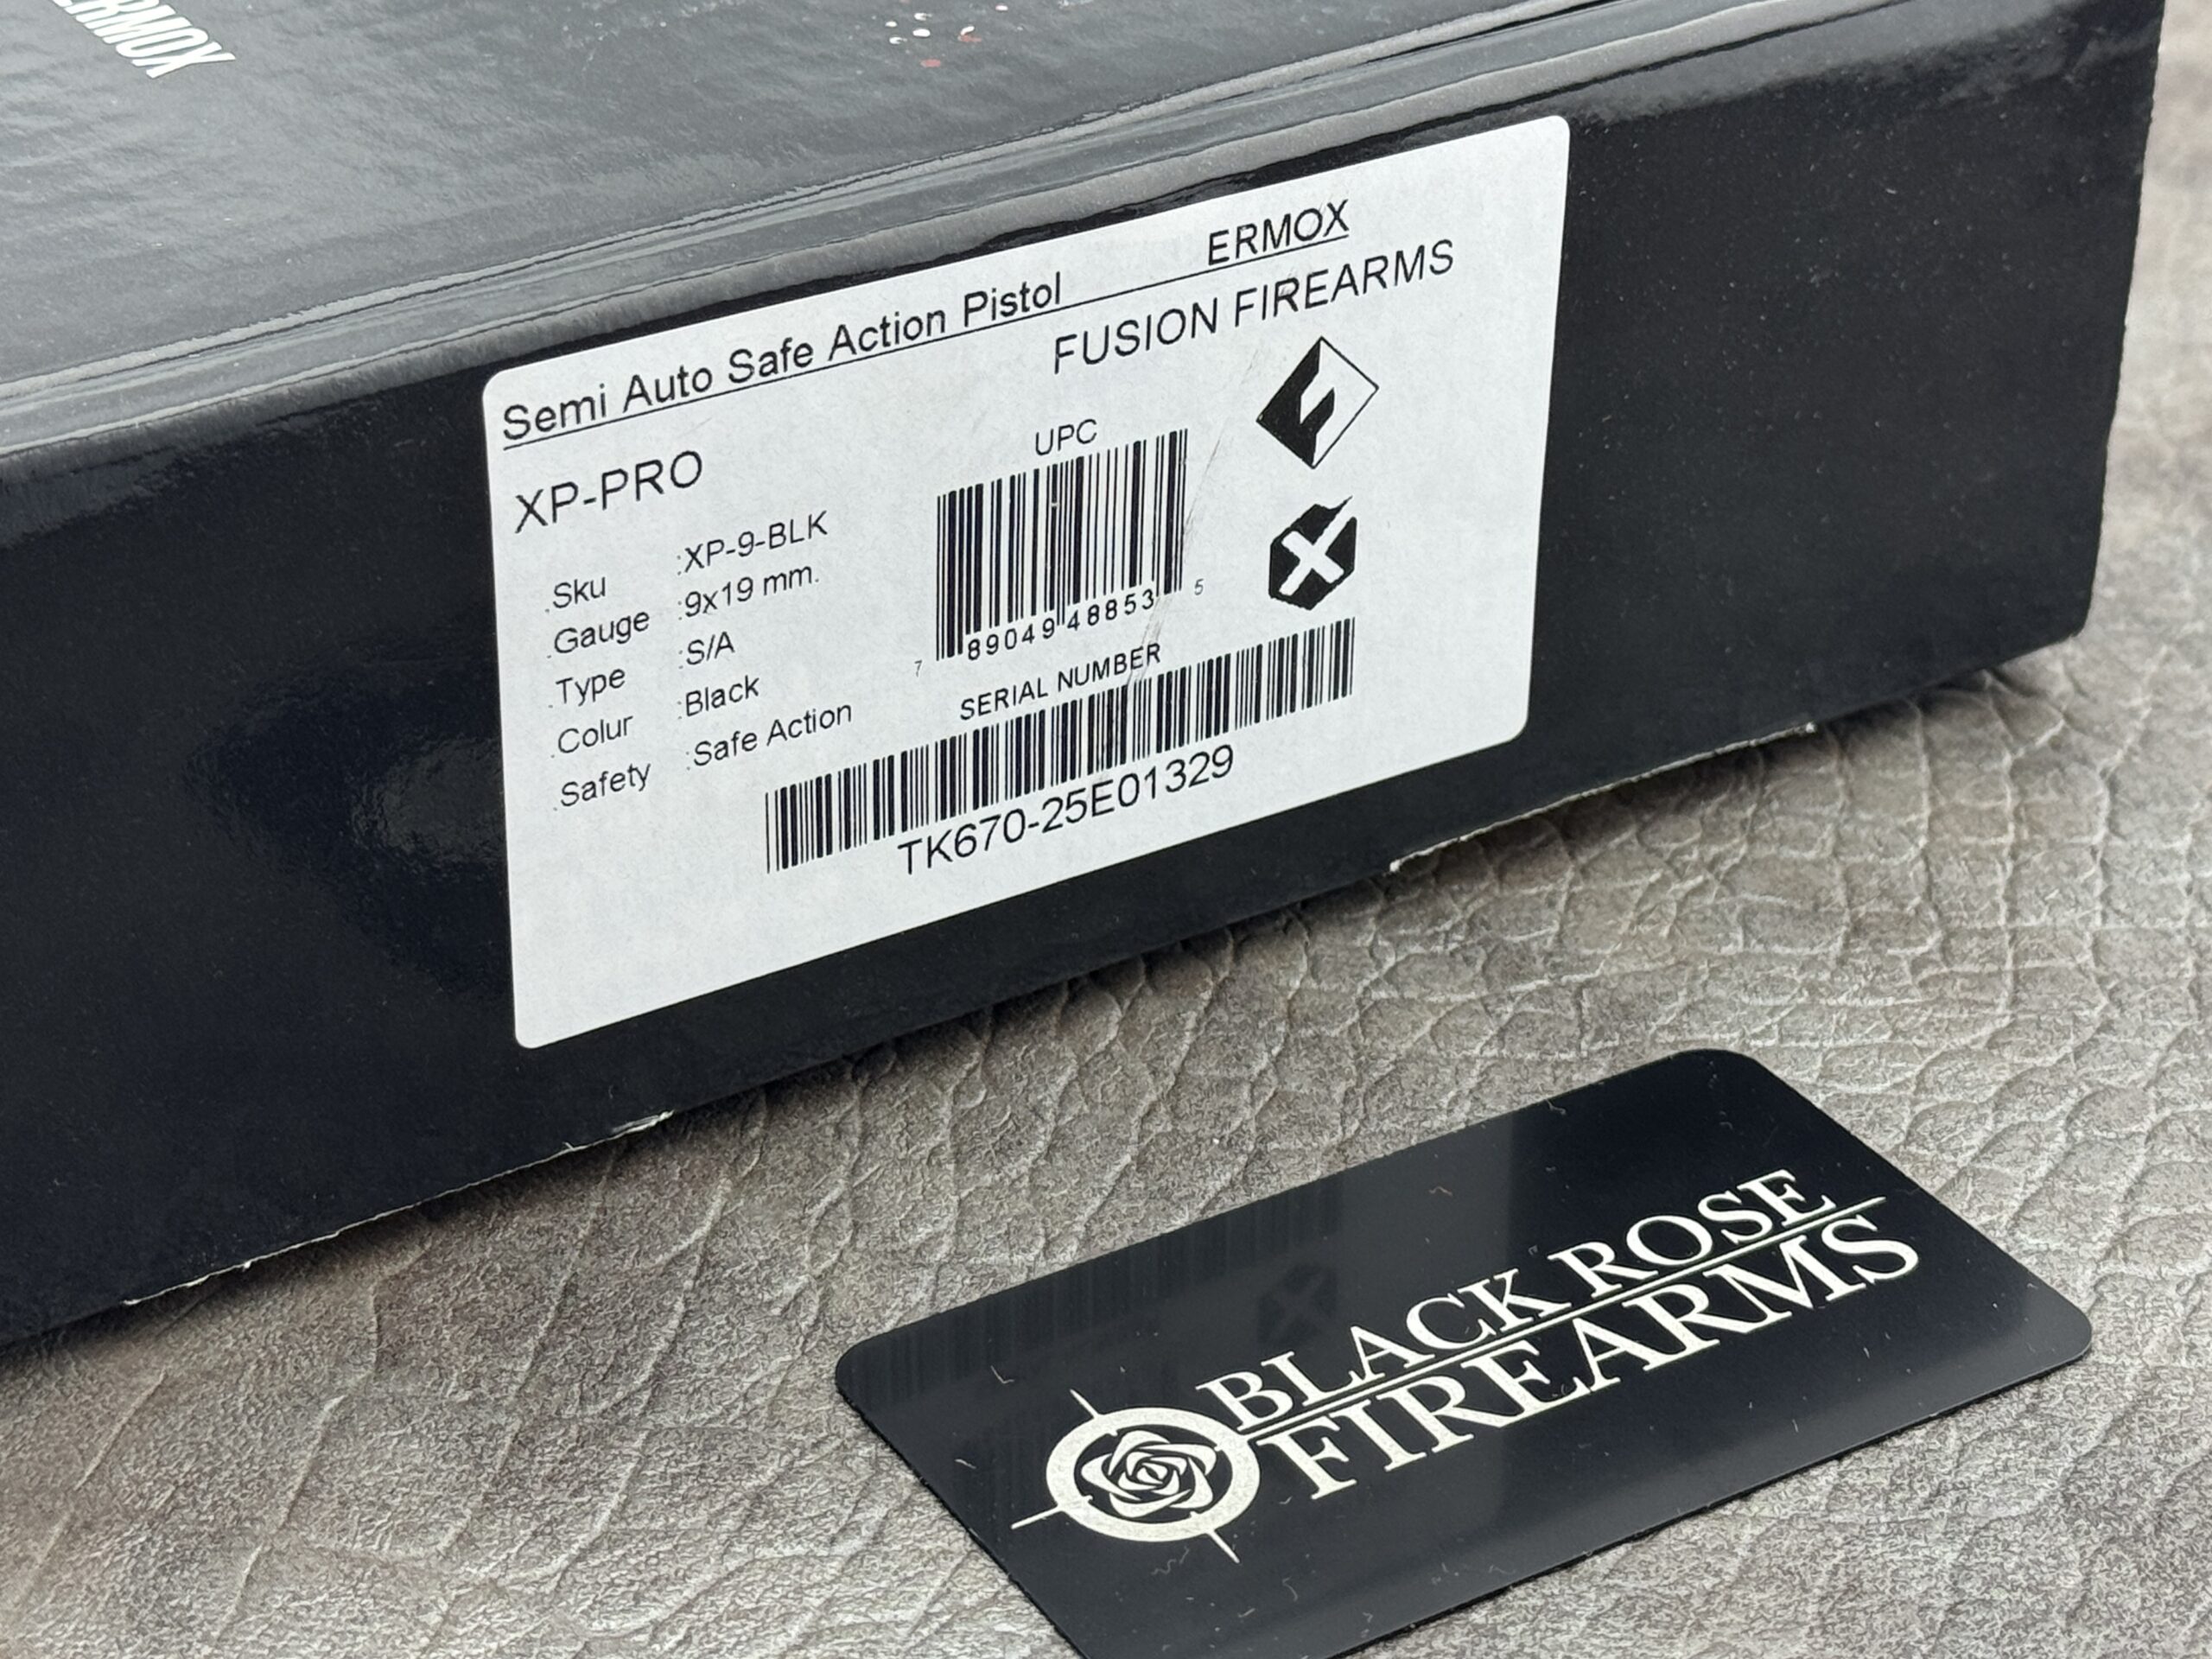 ERMOX
Semi Auto Safe Action Pistol ERMOX
FUSION FIREARMS
XP-PRO
UPC
.Sku :XP-9-BLK
.Gauge :9x19 mm.
.Type :S/A
.Colur :Black
.Safety :Safe Action
7 89049 48853 5
SERIAL NUMBER
TK670-25E01329
BLACK ROSE
FIREARMS